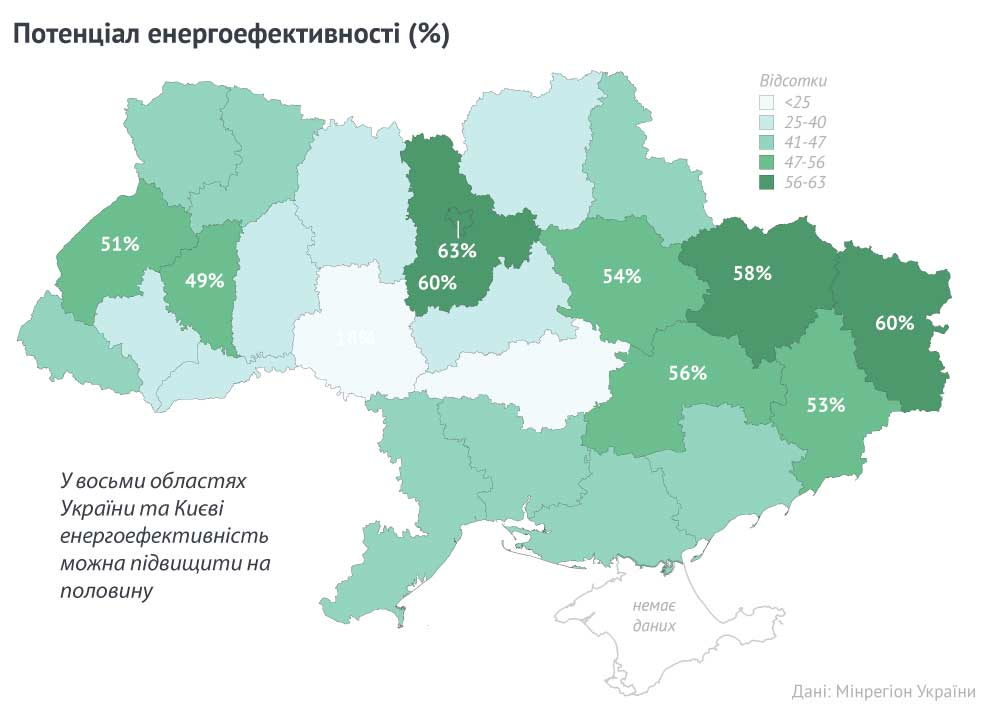 Потенціал енергоефективності (%)
Відсотки
<25
25-40
41-47
47-56
56-63
51%
49%
63%
60%
54%
58%
60%
56%
53%
У восьми областях
України та Києві
енергоефективність
можна підвищити на
половину
немає
даних
Дані: Мінрегіон України